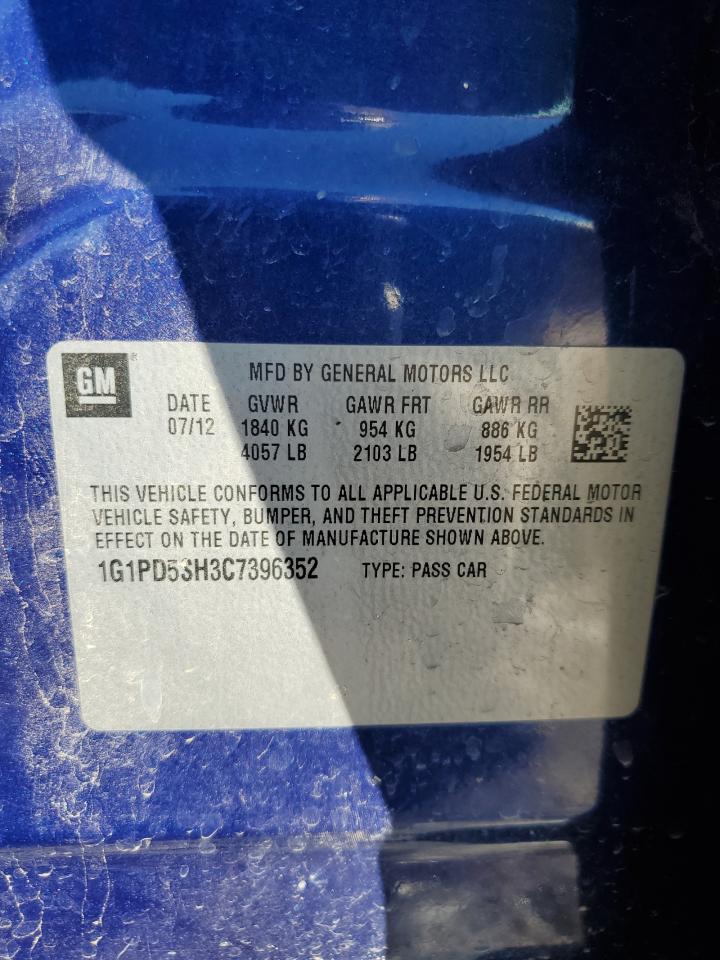 GM ®
MFD BY GENERAL MOTORS LLC
DATE GVWR GAWR FRT GAWR RR
07/12 1840 KG 954 KG 886 KG
4057 LB 2103 LB 1954 LB
THIS VEHICLE CONFORMS TO ALL APPLICABLE U.S. FEDERAL MOTOR
VEHICLE SAFETY, BUMPER, AND THEFT PREVENTION STANDARDS IN
EFFECT ON THE DATE OF MANUFACTURE SHOWN ABOVE.
1G1PD5SH3C7396352 TYPE: PASS CAR